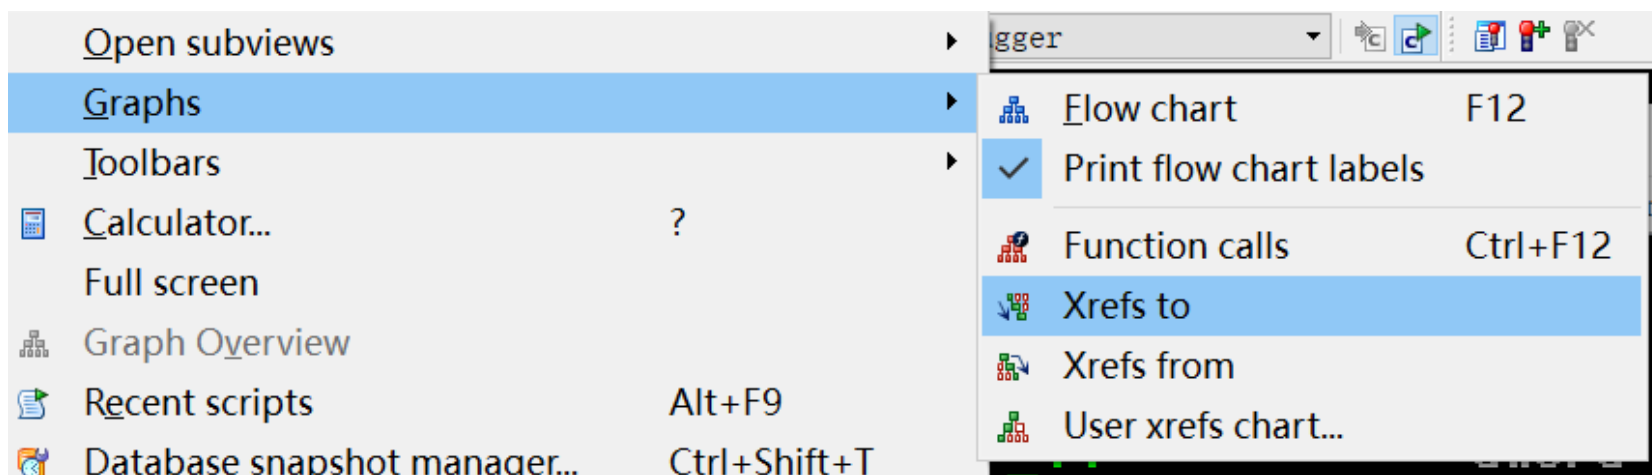 Open subviews
Graphs
Toolbars
Calculator... ?
Full screen
Graph Overview
Recent scripts Alt+F9
Database snapshot manager... Ctrl+Shift+T
gger
Flow chart F12
Print flow chart labels
Function calls Ctrl+F12
Xrefs to
Xrefs from
User xrefs chart...